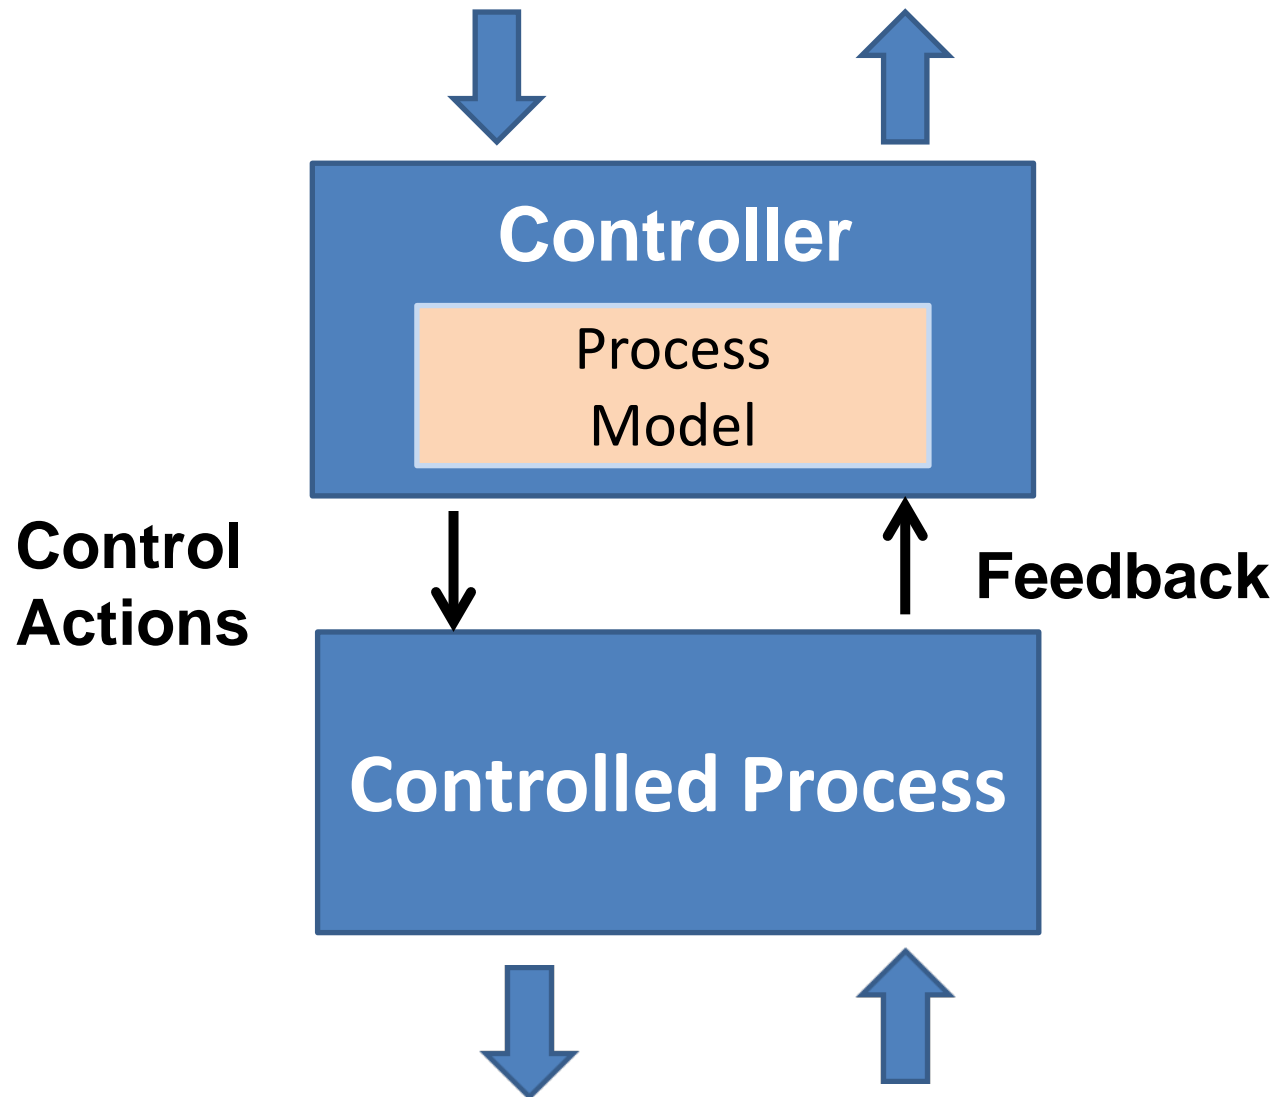 Controller
Process
Model
Control
Actions
Feedback
Controlled Process